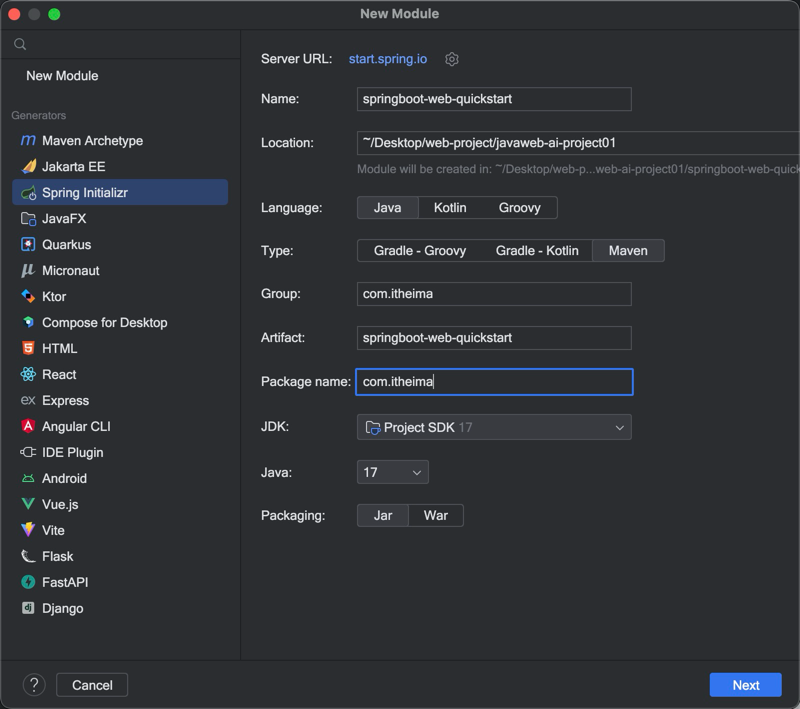 New Module
New Module
Generators
Maven Archetype
Jakarta EE
Spring Initializr
JavaFX
Quarkus
Micronaut
Ktor
Compose for Desktop
HTML
React
ex Express
Angular CLI
IDE Plugin
Android
Vue.js
Vite
Flask
FastAPI
dj Django
Server URL: start.spring.io
Name: springboot-web-quickstart
Location: ~/Desktop/web-project/javaweb-ai-project01
Module will be created in: ~/Desktop/web-p...web-ai-project01/springboot-web-quick
Language: Java Kotlin Groovy
Type: Gradle - Groovy Gradle - Kotlin Maven
Group: com.itheima
Artifact: springboot-web-quickstart
Package name: com.itheima
JDK: Project SDK 17
Java: 17
Packaging: Jar War
? Cancel Next